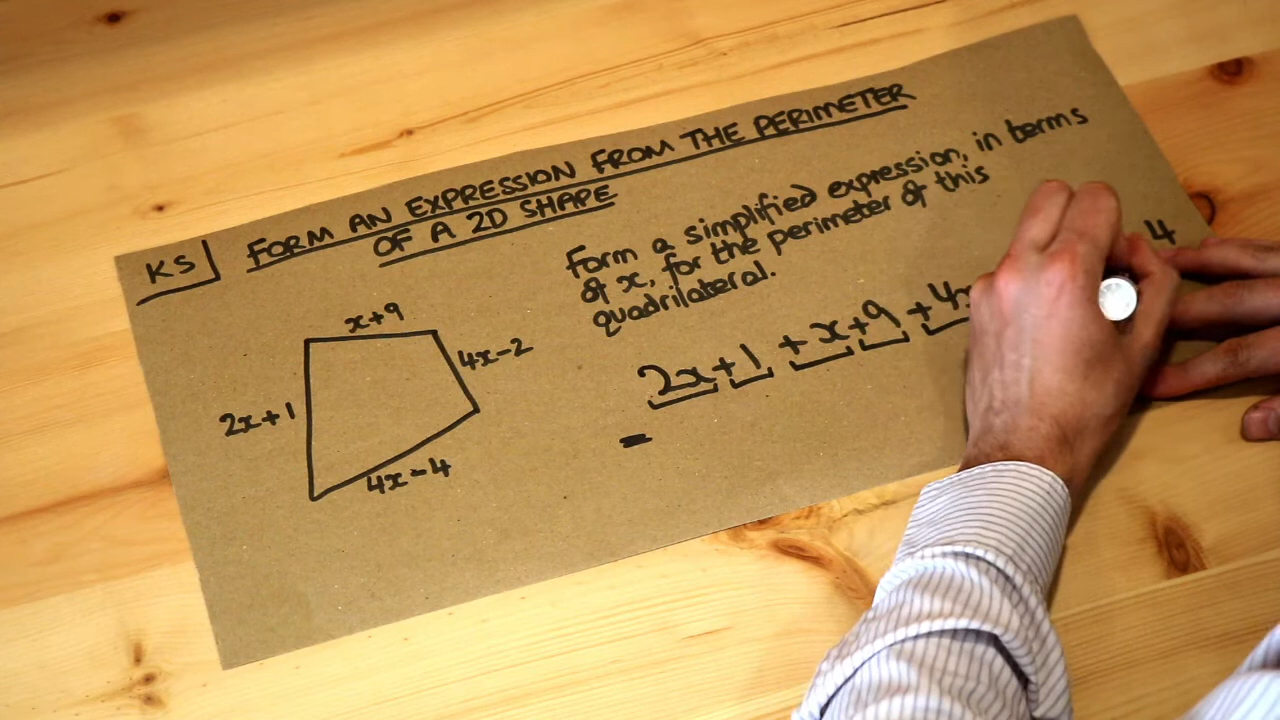 KS
FORM AN EXPRESSION FROM THE PERIMETER
OF A 2D SHAPE
Form a simplified expression, in terms
of x, for the perimeter of this
quadrilateral.
x+9
4x-2
2x+1
4x-4
2x+1 +x+9 +4x
4
=